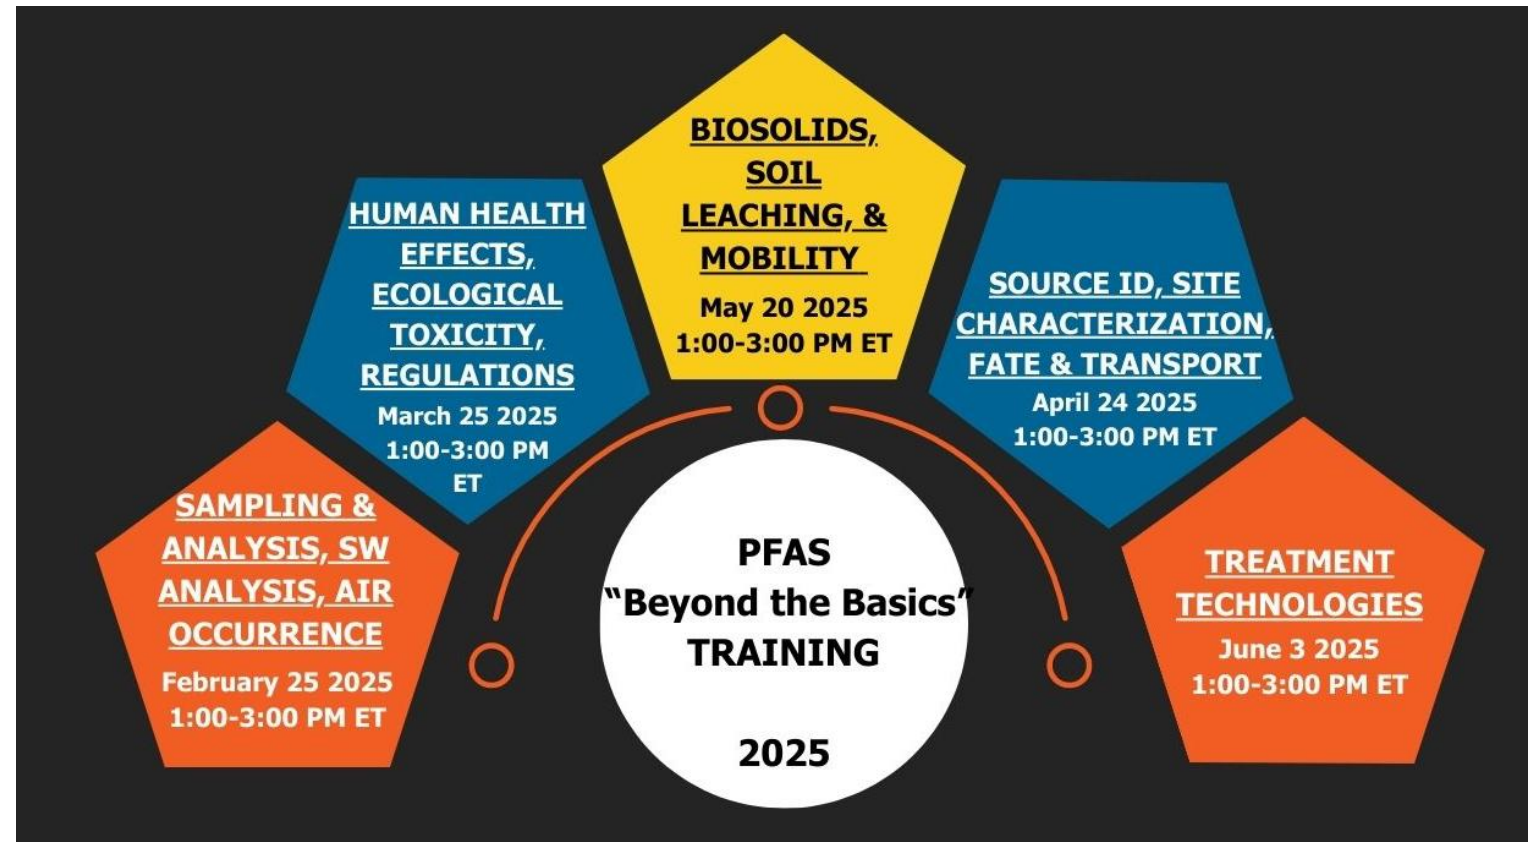 SAMPLING &
ANALYSIS, SW
ANALYSIS, AIR
OCCURRENCE
February 25 2025
1:00-3:00 PM ET
HUMAN HEALTH
EFFECTS,
ECOLOGICAL
TOXICITY,
REGULATIONS
March 25 2025
1:00-3:00 PM
ET
BIOSOLIDS,
SOIL
LEACHING, &
MOBILITY
May 20 2025
1:00-3:00 PM ET
SOURCE ID, SITE
CHARACTERIZATION,
FATE & TRANSPORT
April 24 2025
1:00-3:00 PM ET
TREATMENT
TECHNOLOGIES
June 3 2025
1:00-3:00 PM ET
PFAS
“Beyond the Basics”
TRAINING
2025